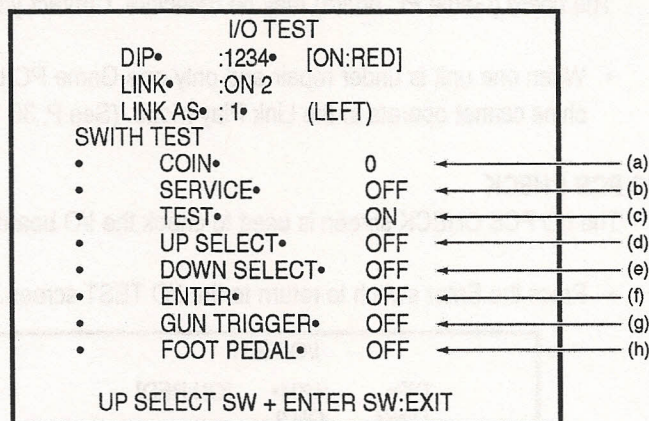 I/O TEST
DIP• :1234• [ON:RED]
LINK• :ON 2
LINK AS• :1• (LEFT)
SWITH TEST
• COIN• 0 (a)
• SERVICE• OFF (b)
• TEST• ON (c)
• UP SELECT• OFF (d)
• DOWN SELECT• OFF (e)
• ENTER• OFF (f)
• GUN TRIGGER• OFF (g)
• FOOT PEDAL• OFF (h)
UP SELECT SW + ENTER SW:EXIT